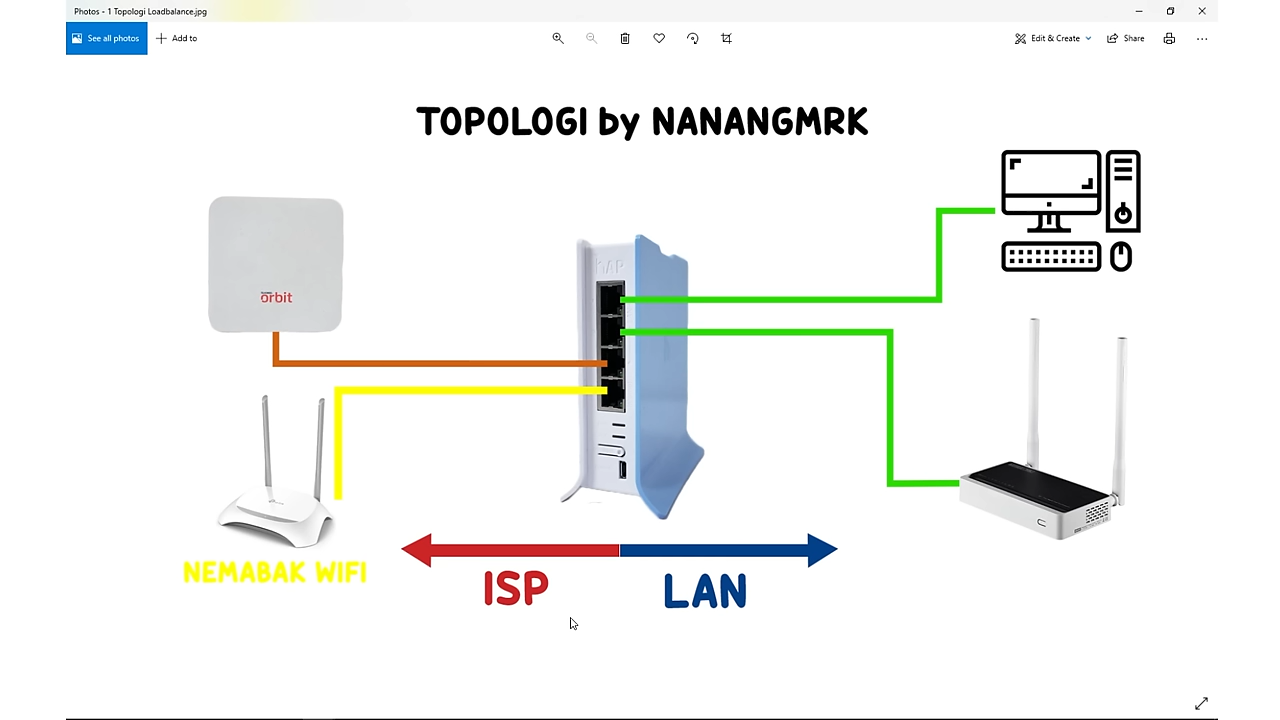 Photos - 1 Topologi Loadbalance.jpg
See all photos
Add to
Edit & Create
Share
TOPOLOGI by NANANGMRK
orbit
hAP
NEMABAK WIFI
ISP
LAN